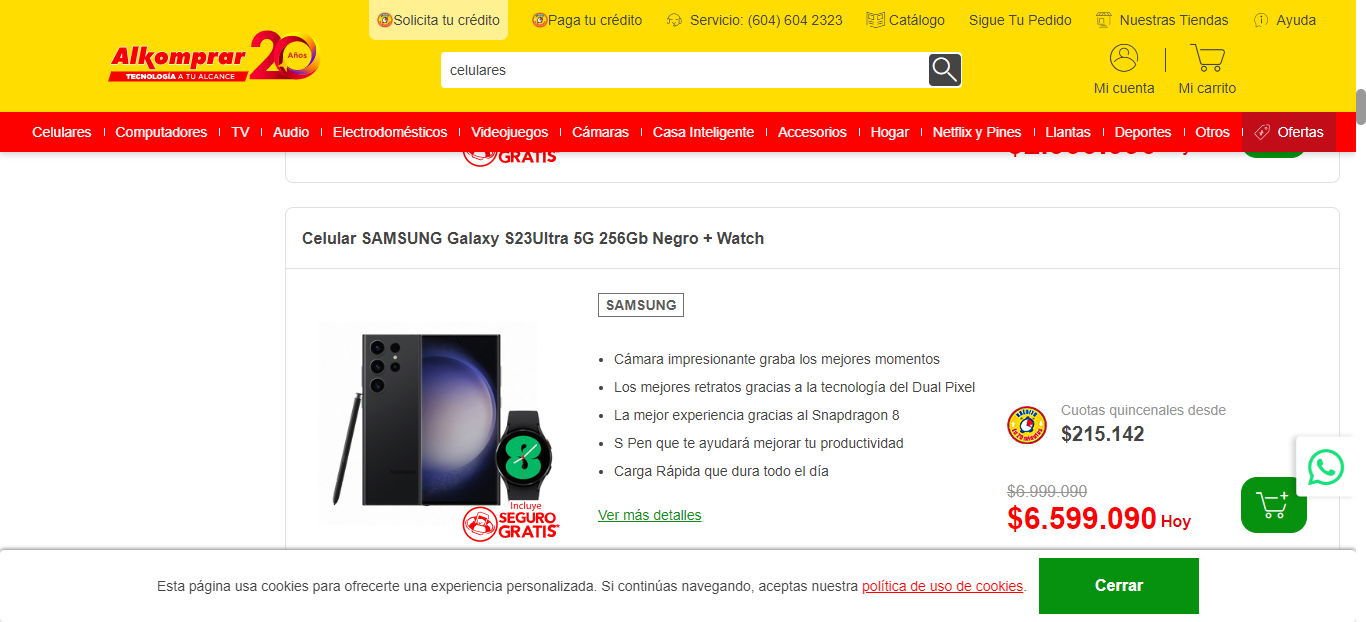 Solicita tu crédito
Paga tu crédito
Servicio: (604) 604 2323
Catálogo
Sigue Tu Pedido
Nuestras Tiendas
Ayuda
Alkomprar 20 Años
TECNOLOGÍA A TU ALCANCE
celulares
Mi cuenta
Mi carrito
Celulares
Computadores
TV
Audio
Electrodomésticos
Videojuegos
Cámaras
Casa Inteligente
Accesorios
Hogar
Netflix y Pines
Llantas
Deportes
Otros
Ofertas
GRATIS
Celular SAMSUNG Galaxy S23Ultra 5G 256Gb Negro + Watch
SAMSUNG
Cámara impresionante graba los mejores momentos
Los mejores retratos gracias a la tecnología del Dual Pixel
La mejor experiencia gracias al Snapdragon 8
S Pen que te ayudará mejorar tu productividad
Carga Rápida que dura todo el día
Ver más detalles
Incluye
SEGURO
GRATIS
Cuotas quincenales desde
$215.142
$6.999.090
$6.599.090 Hoy
Esta página usa cookies para ofrecerte una experiencia personalizada. Si continúas navegando, aceptas nuestra política de uso de cookies.
Cerrar